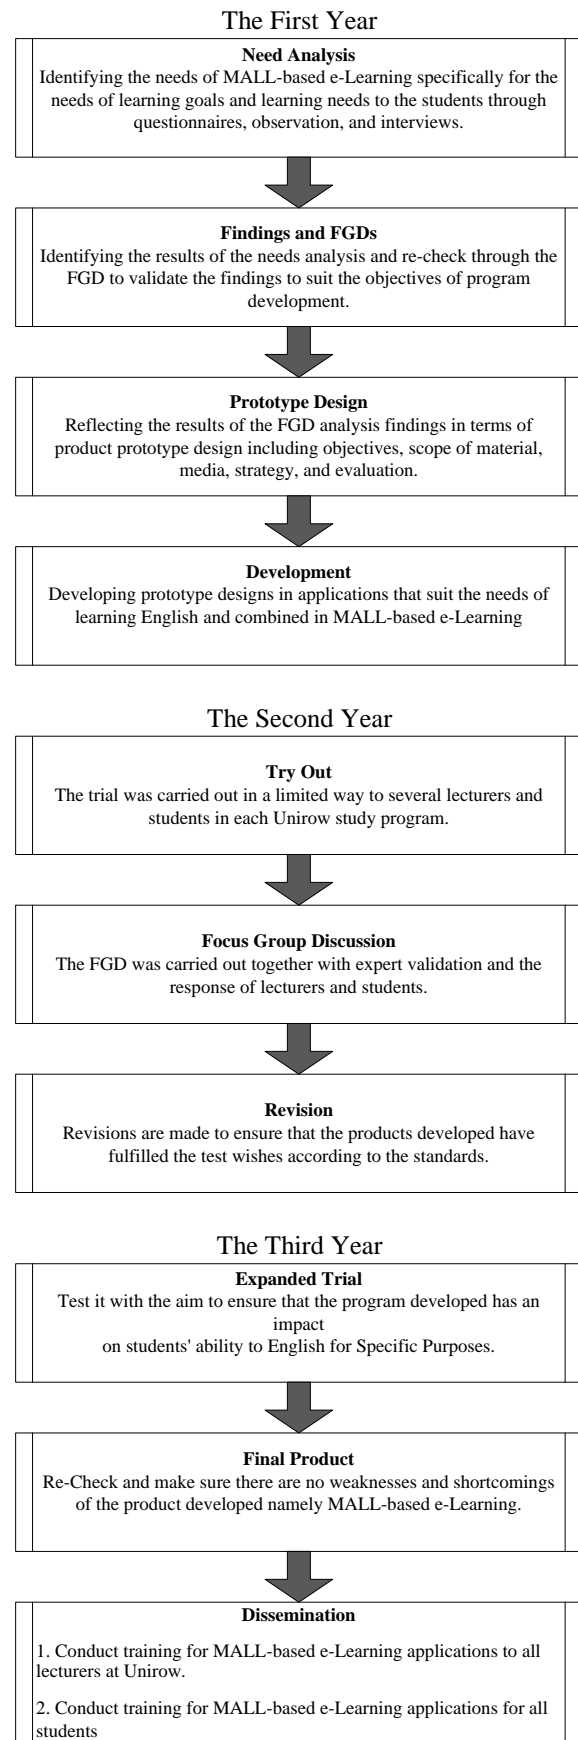 The First Year
Need Analysis
Identifying the needs of MALL-based e-Learning specifically for the
needs of learning goals and learning needs to the students through
questionnaires, observation, and interviews.
Findings and FGDs
Identifying the results of the needs analysis and re-check through the
FGD to validate the findings to suit the objectives of program
development.
Prototype Design
Reflecting the results of the FGD analysis findings in terms of
product prototype design including objectives, scope of material,
media, strategy, and evaluation.
Development
Developing prototype designs in applications that suit the needs of
learning English and combined in MALL-based e-Learning
The Second Year
Try Out
The trial was carried out in a limited way to several lecturers and
students in each Unirow study program.
Focus Group Discussion
The FGD was carried out together with expert validation and the
response of lecturers and students.
Revision
Revisions are made to ensure that the products developed have
fulfilled the test wishes according to the standards.
The Third Year
Expanded Trial
Test it with the aim to ensure that the program developed has an
impact
on students' ability to English for Specific Purposes.
Final Product
Re-Check and make sure there are no weaknesses and shortcomings
of the product developed namely MALL-based e-Learning.
Dissemination
1. Conduct training for MALL-based e-Learning applications to all
lecturers at Unirow.
2. Conduct training for MALL-based e-Learning applications for all
students